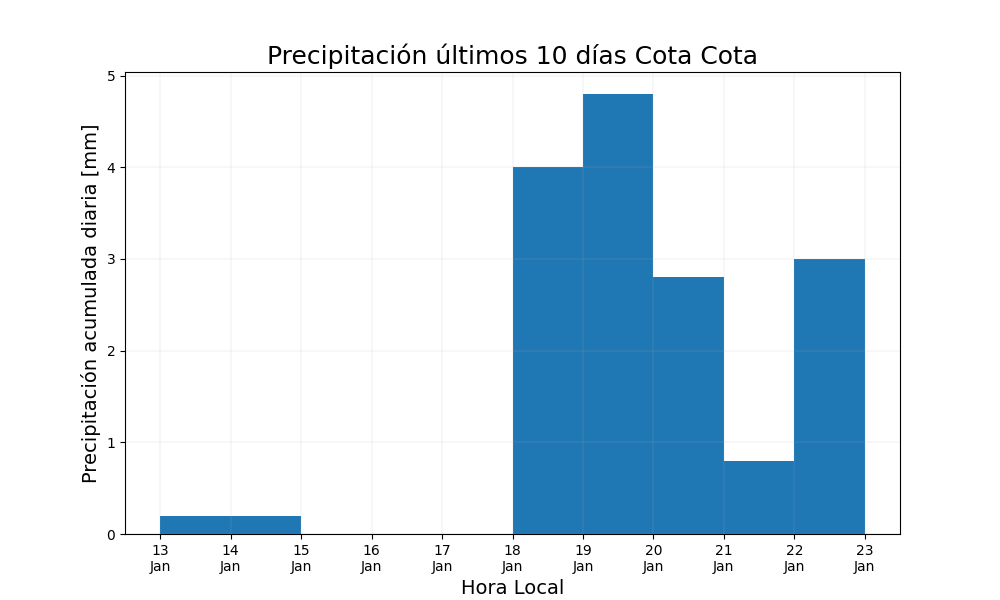 Precipitación últimos 10 días Cota Cota
Precipitación acumulada diaria [mm]
5
4
3
2
1
0
13 14 15 16 17 18 19 20 21 22 23
Jan Jan Jan Jan Jan Jan Jan Jan Jan Jan Jan
Hora Local